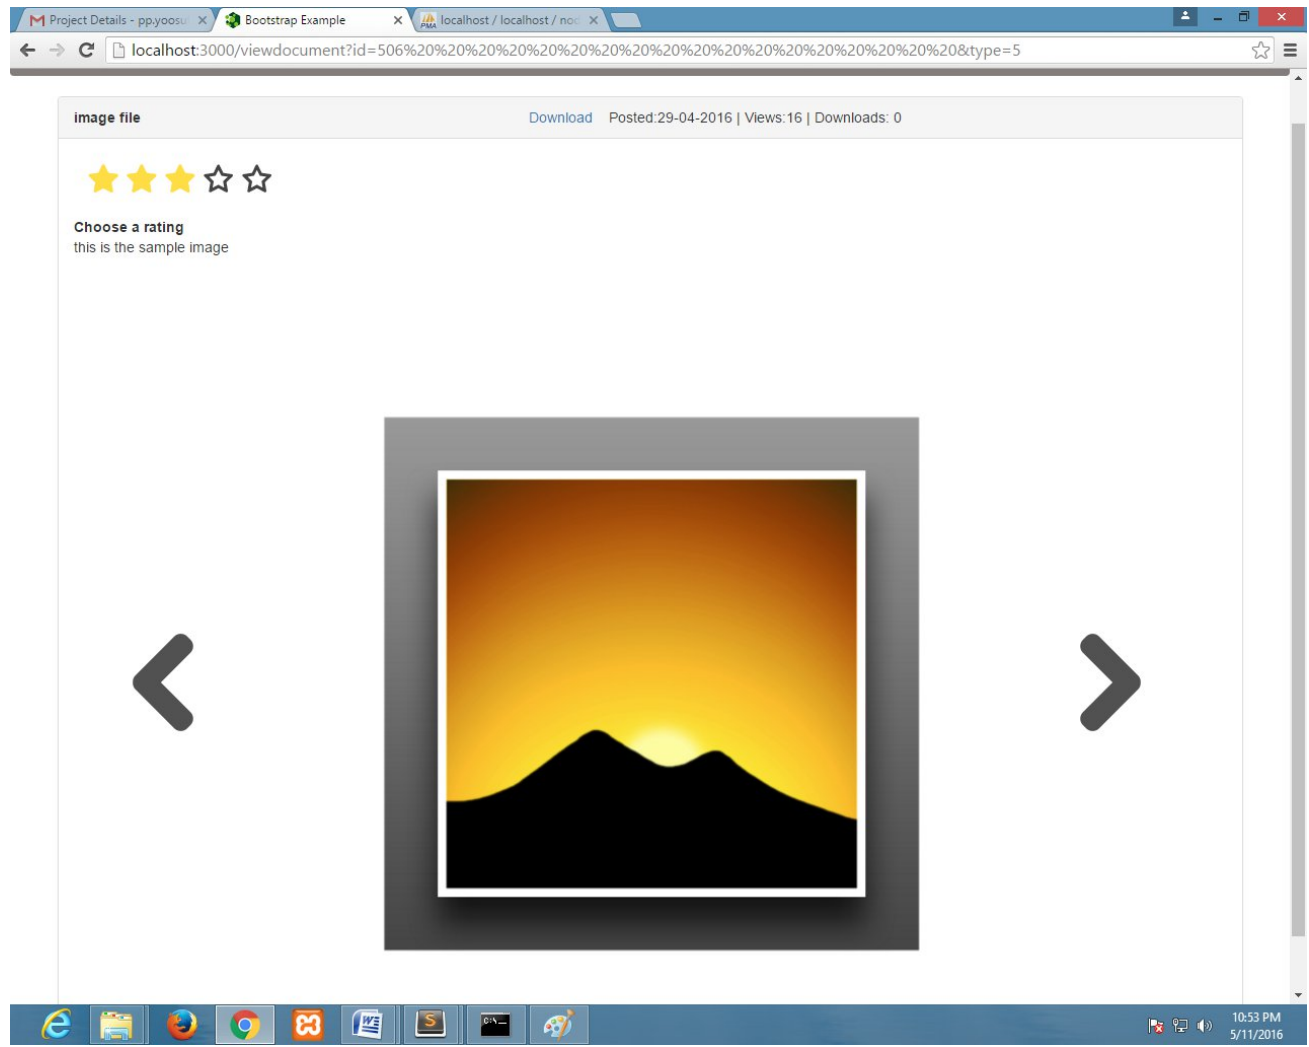 Project Details - pp.yoosu
Bootstrap Example
localhost / localhost / noc
localhost:3000/viewdocument?id=506%20%20%20%20%20%20%20%20%20%20%20%20%20%20%20%20&type=5
image file Download Posted:29-04-2016 | Views:16 | Downloads: 0
Choose a rating
this is the sample image
10:53 PM
5/11/2016